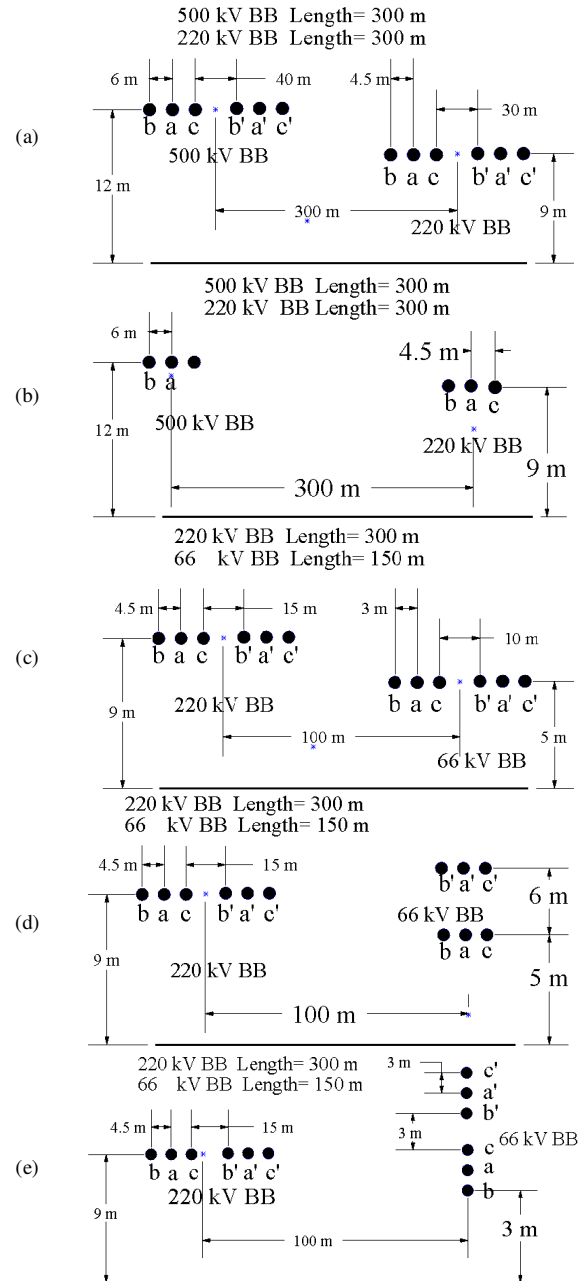 500 kV BB Length= 300 m
220 kV BB Length= 300 m
6 m 40 m 4.5 m 30 m
(a)
b a c b' a' c'
500 kV BB
b a c b' a' c'
12 m
300 m
220 kV BB
9 m
500 kV BB Length= 300 m
220 kV BB Length= 300 m
6 m
4.5 m
(b)
b a
b a c
500 kV BB
220 kV BB
12 m
9 m
300 m
220 kV BB Length= 300 m
66 kV BB Length= 150 m
4.5 m 15 m 3 m 10 m
(c)
b a c b' a' c'
b a c b' a' c'
220 kV BB
9 m
100 m
66 kV BB
5 m
220 kV BB Length= 300 m
66 kV BB Length= 150 m
4.5 m 15 m
b' a' c'
6 m
(d)
b a c b' a' c'
66 kV BB
b a c
220 kV BB
9 m
5 m
100 m
220 kV BB Length= 300 m
66 kV BB Length= 150 m
3 m
c'
a'
b'
4.5 m 15 m
3 m
c
66 kV BB
a
b
(e)
b a c b' a' c'
220 kV BB
9 m
3 m
100 m